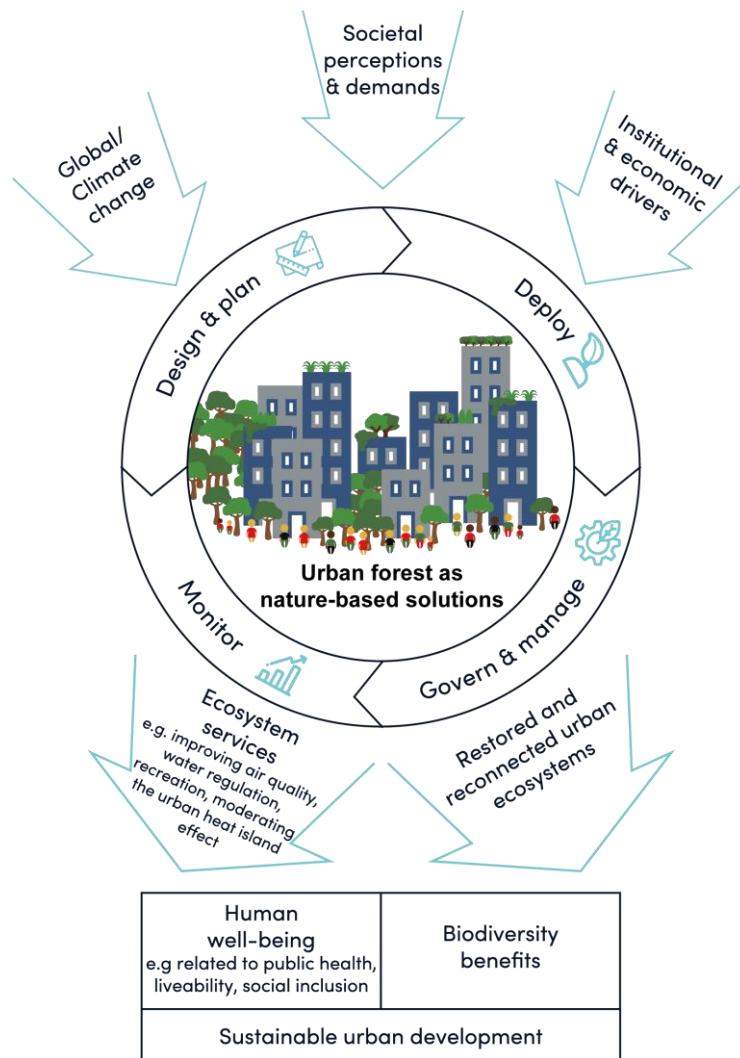 Societal
perceptions
& demands
Global/
Climate
change
Institutional
& economic
drivers
Design & plan
Deploy
Urban forest as
nature-based solutions
Monitor
Govern & manage
Ecosystem
services
e.g. improving air quality,
water regulation,
recreation, moderating
the urban heat island
effect
Restored and
reconnected urban
ecosystems
Human
well-being
e.g related to public health,
liveability, social inclusion
Biodiversity
benefits
Sustainable urban development